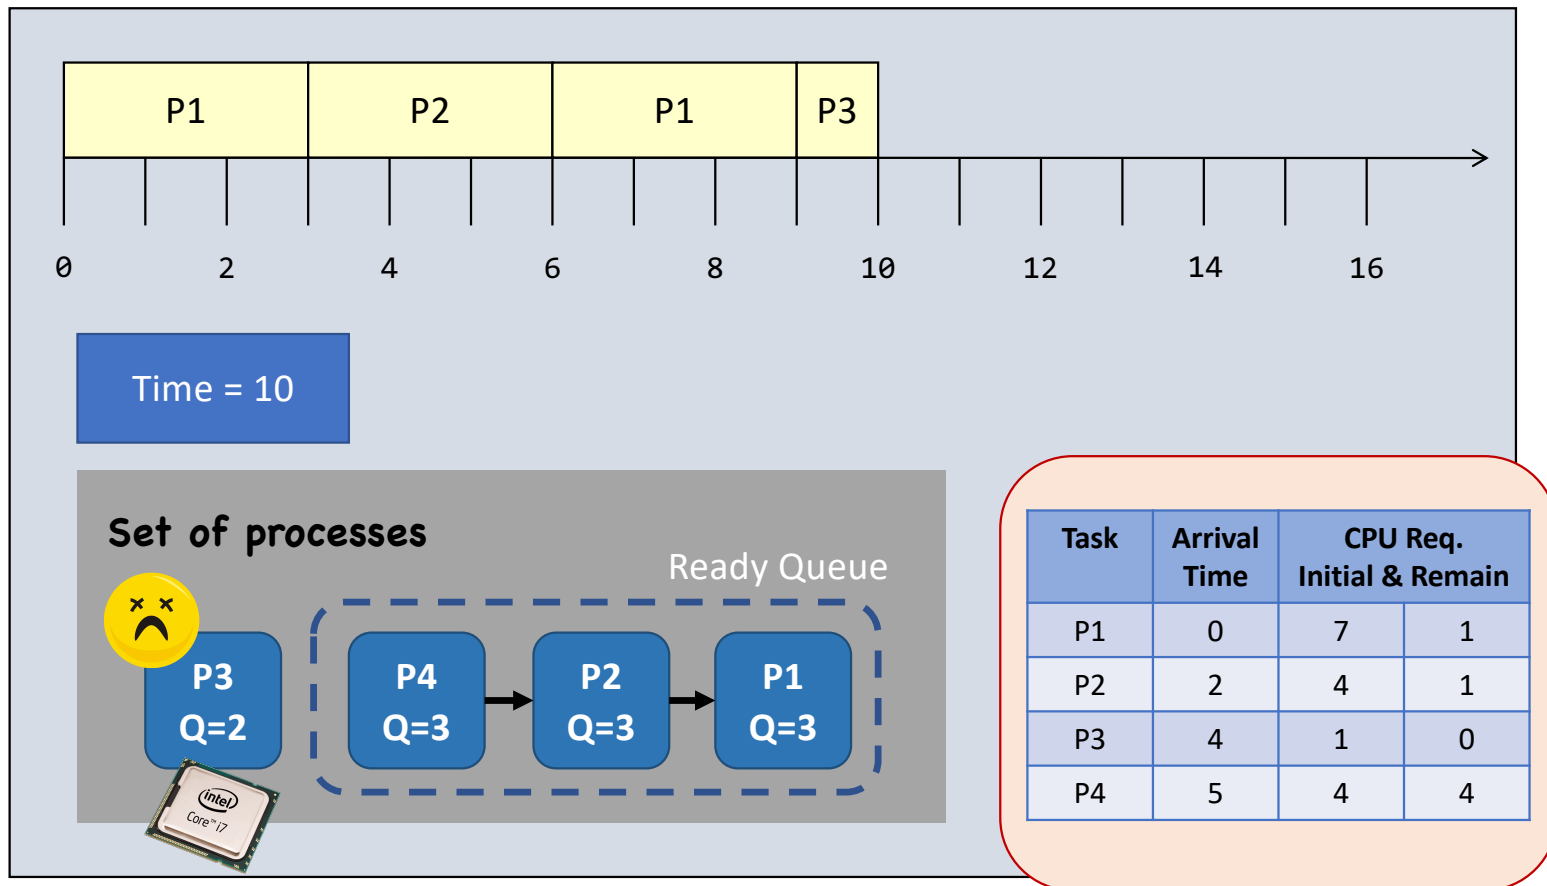 P1 P2 P1 P3
0 2 4 6 8 10 12 14 16
Time = 10
Set of processes
Ready Queue
P3
Q=2
P4
Q=3
P2
Q=3
P1
Q=3
intel
Core™ i7
Task Arrival Time CPU Req. Initial & Remain
P1 0 7 1
P2 2 4 1
P3 4 1 0
P4 5 4 4